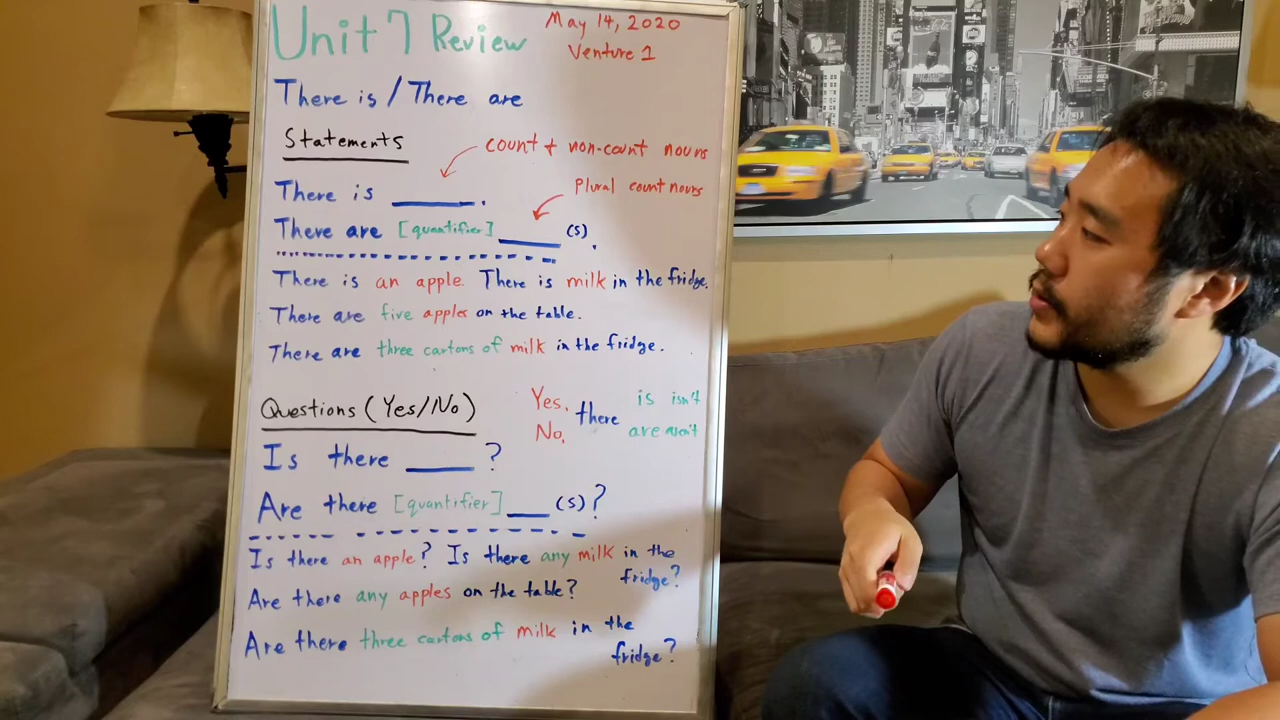 Unit 7 Review
May 14, 2020
Venture 1
There is / There are
Statements
count + non-count nouns
There is ______.
Plural count nouns
There are [quantifier] _____ (s).
There is an apple. There is milk in the fridge.
There are five apples on the table.
There are three cartons of milk in the fridge.
Questions (Yes/No)
Yes, No, there is isn't
are aren't
Is there _____ ?
Are there [quantifier] ___ (s)?
Is there an apple? Is there any milk in the
fridge?
Are there any apples on the table?
Are there three cartons of milk in the
fridge?